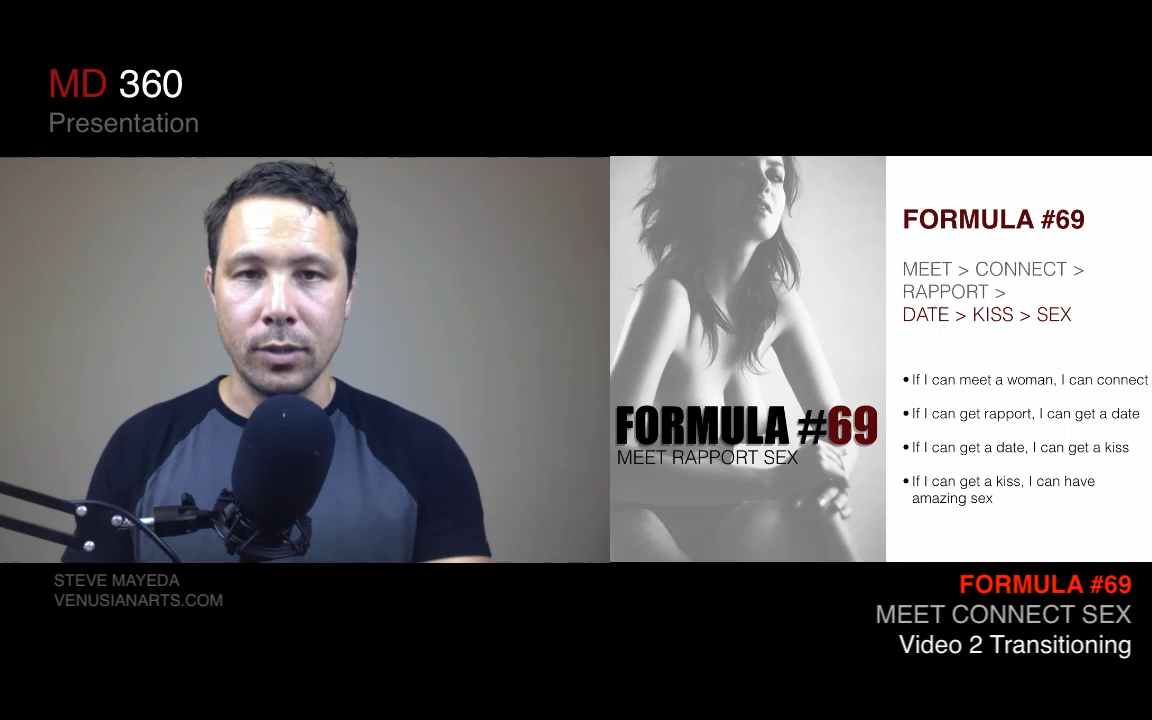 MD 360
Presentation
FORMULA #69
MEET RAPPORT SEX
FORMULA #69
MEET > CONNECT >
RAPPORT >
DATE > KISS > SEX
• If I can meet a woman, I can connect
• If I can get rapport, I can get a date
• If I can get a date, I can get a kiss
• If I can get a kiss, I can have
amazing sex
STEVE MAYEDA
VENUSIANARTS.COM
FORMULA #69
MEET CONNECT SEX
Video 2 Transitioning